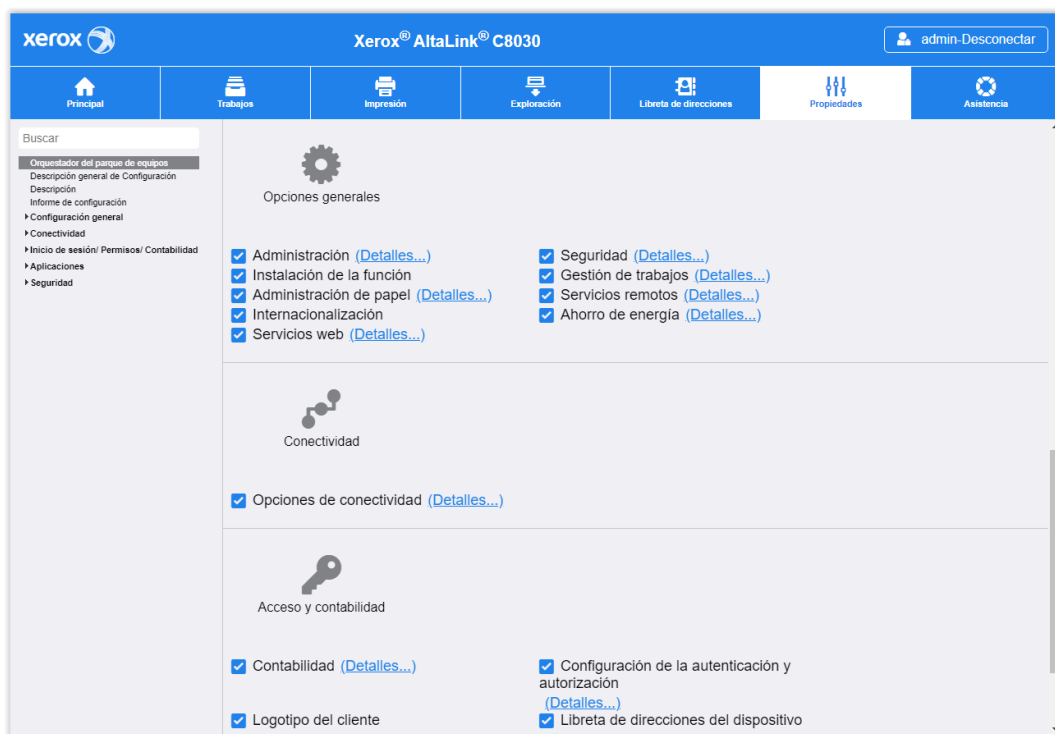 xerox
Xerox® AltaLink® C8030
admin-Desconectar
Principal
Trabajos
Impresión
Exploración
Libreta de direcciones
Propiedades
Asistencia
Buscar
Orquestador del parque de equipos
Descripción general de Configuración
Descripción
Informe de configuración
Configuración general
Conectividad
Inicio de sesión/ Permisos/ Contabilidad
Aplicaciones
Seguridad
Opciones generales
Administración (Detalles...)
Instalación de la función
Administración de papel (Detalles...)
Internacionalización
Servicios web (Detalles...)
Seguridad (Detalles...)
Gestión de trabajos (Detalles...)
Servicios remotos (Detalles...)
Ahorro de energía (Detalles...)
Conectividad
Opciones de conectividad (Detalles...)
Acceso y contabilidad
Contabilidad (Detalles...)
Logotipo del cliente
Configuración de la autenticación y
autorización
(Detalles...)
Libreta de direcciones del dispositivo